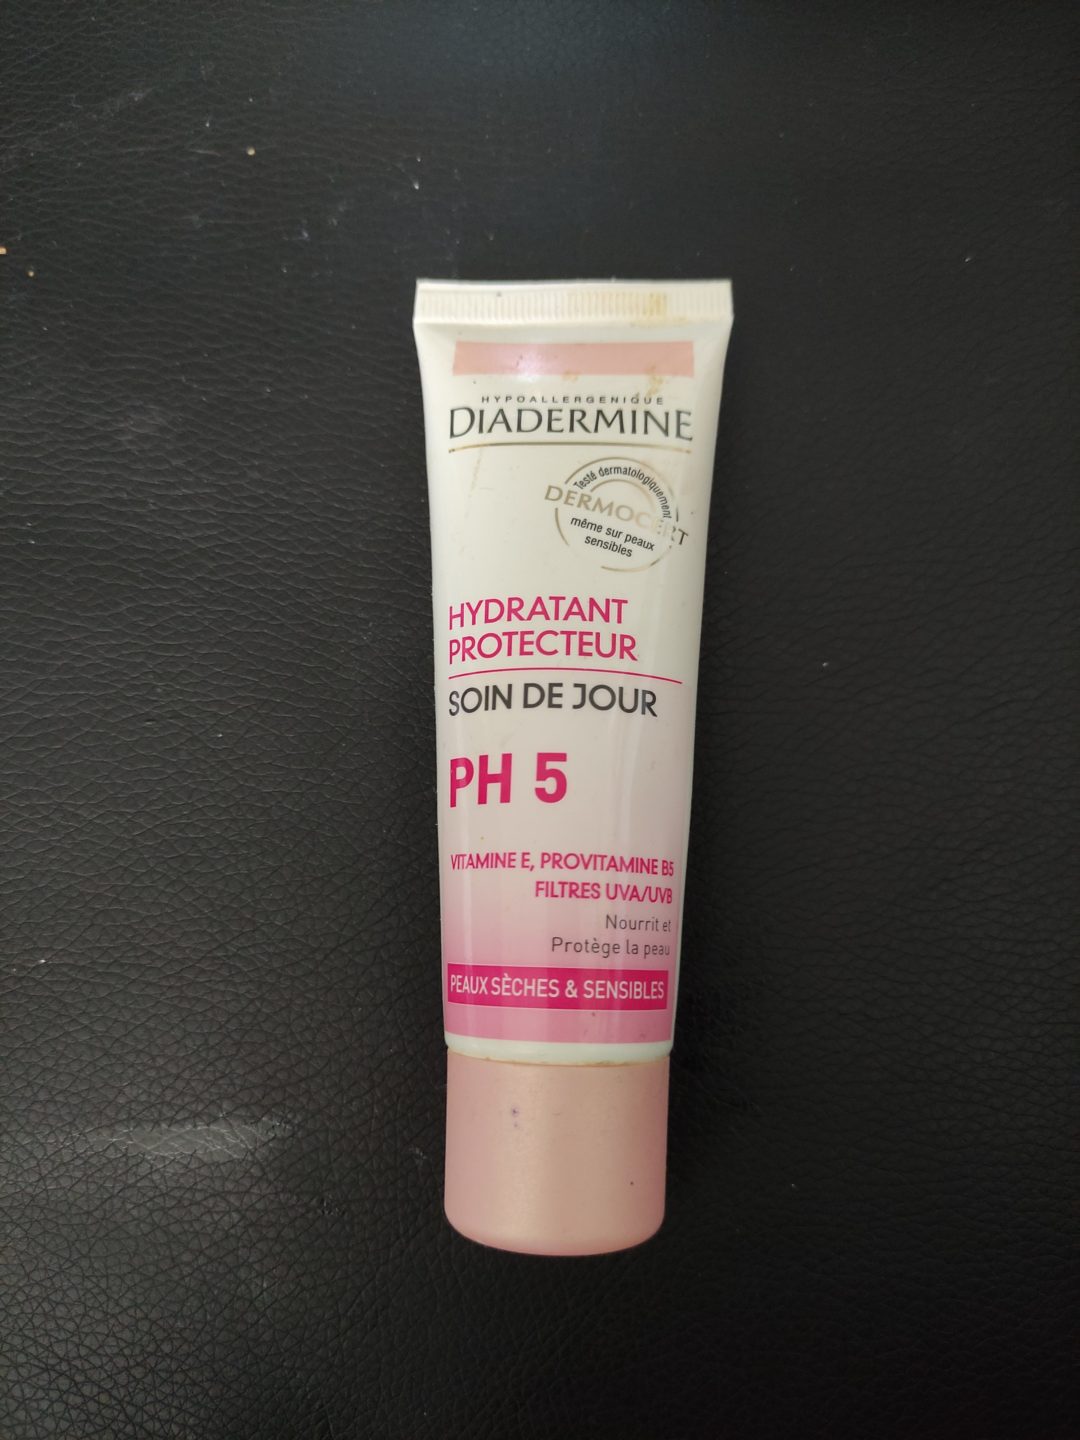 HYPOALLERGÉNIQUE
DIADERMINE
Testé dermatologiquement
DERMOCERT
même sur peaux
sensibles
HYDRATANT
PROTECTEUR
SOIN DE JOUR
PH 5
VITAMINE E, PROVITAMINE B5
FILTRES UVA/UVB
Nourrit et
Protège la peau
PEAUX SÈCHES & SENSIBLES